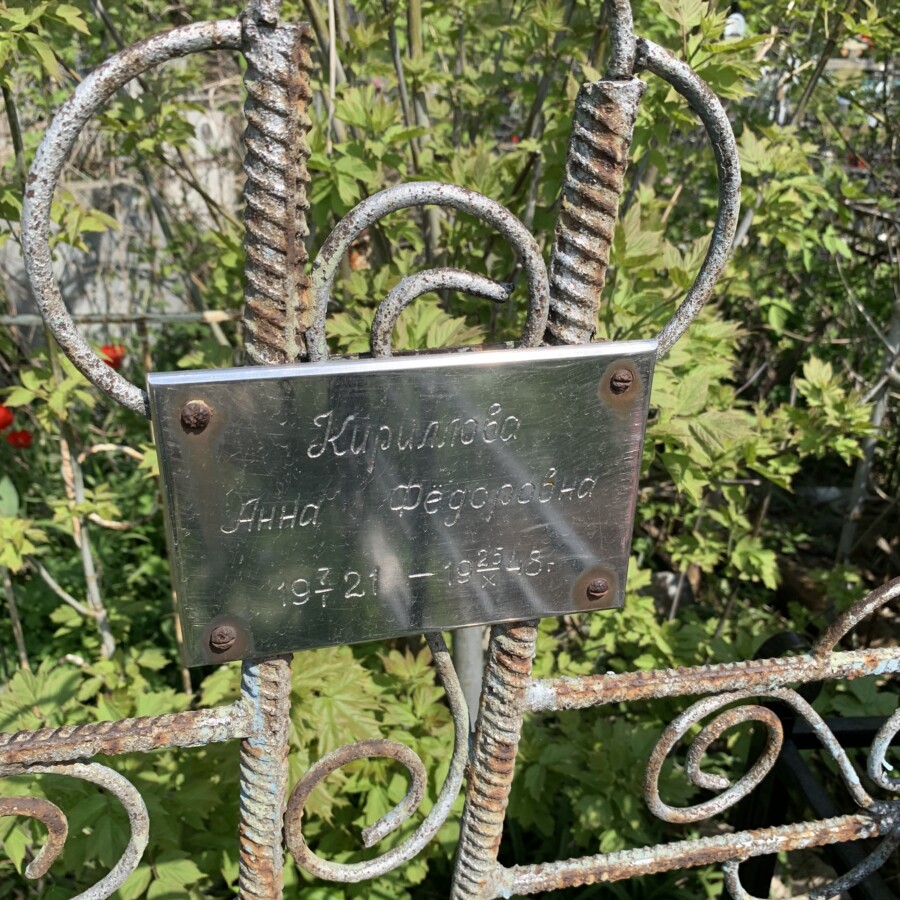 Кириллова
Анна Фёдоровна
19 7/I 21 – 19 25/X 48 г.